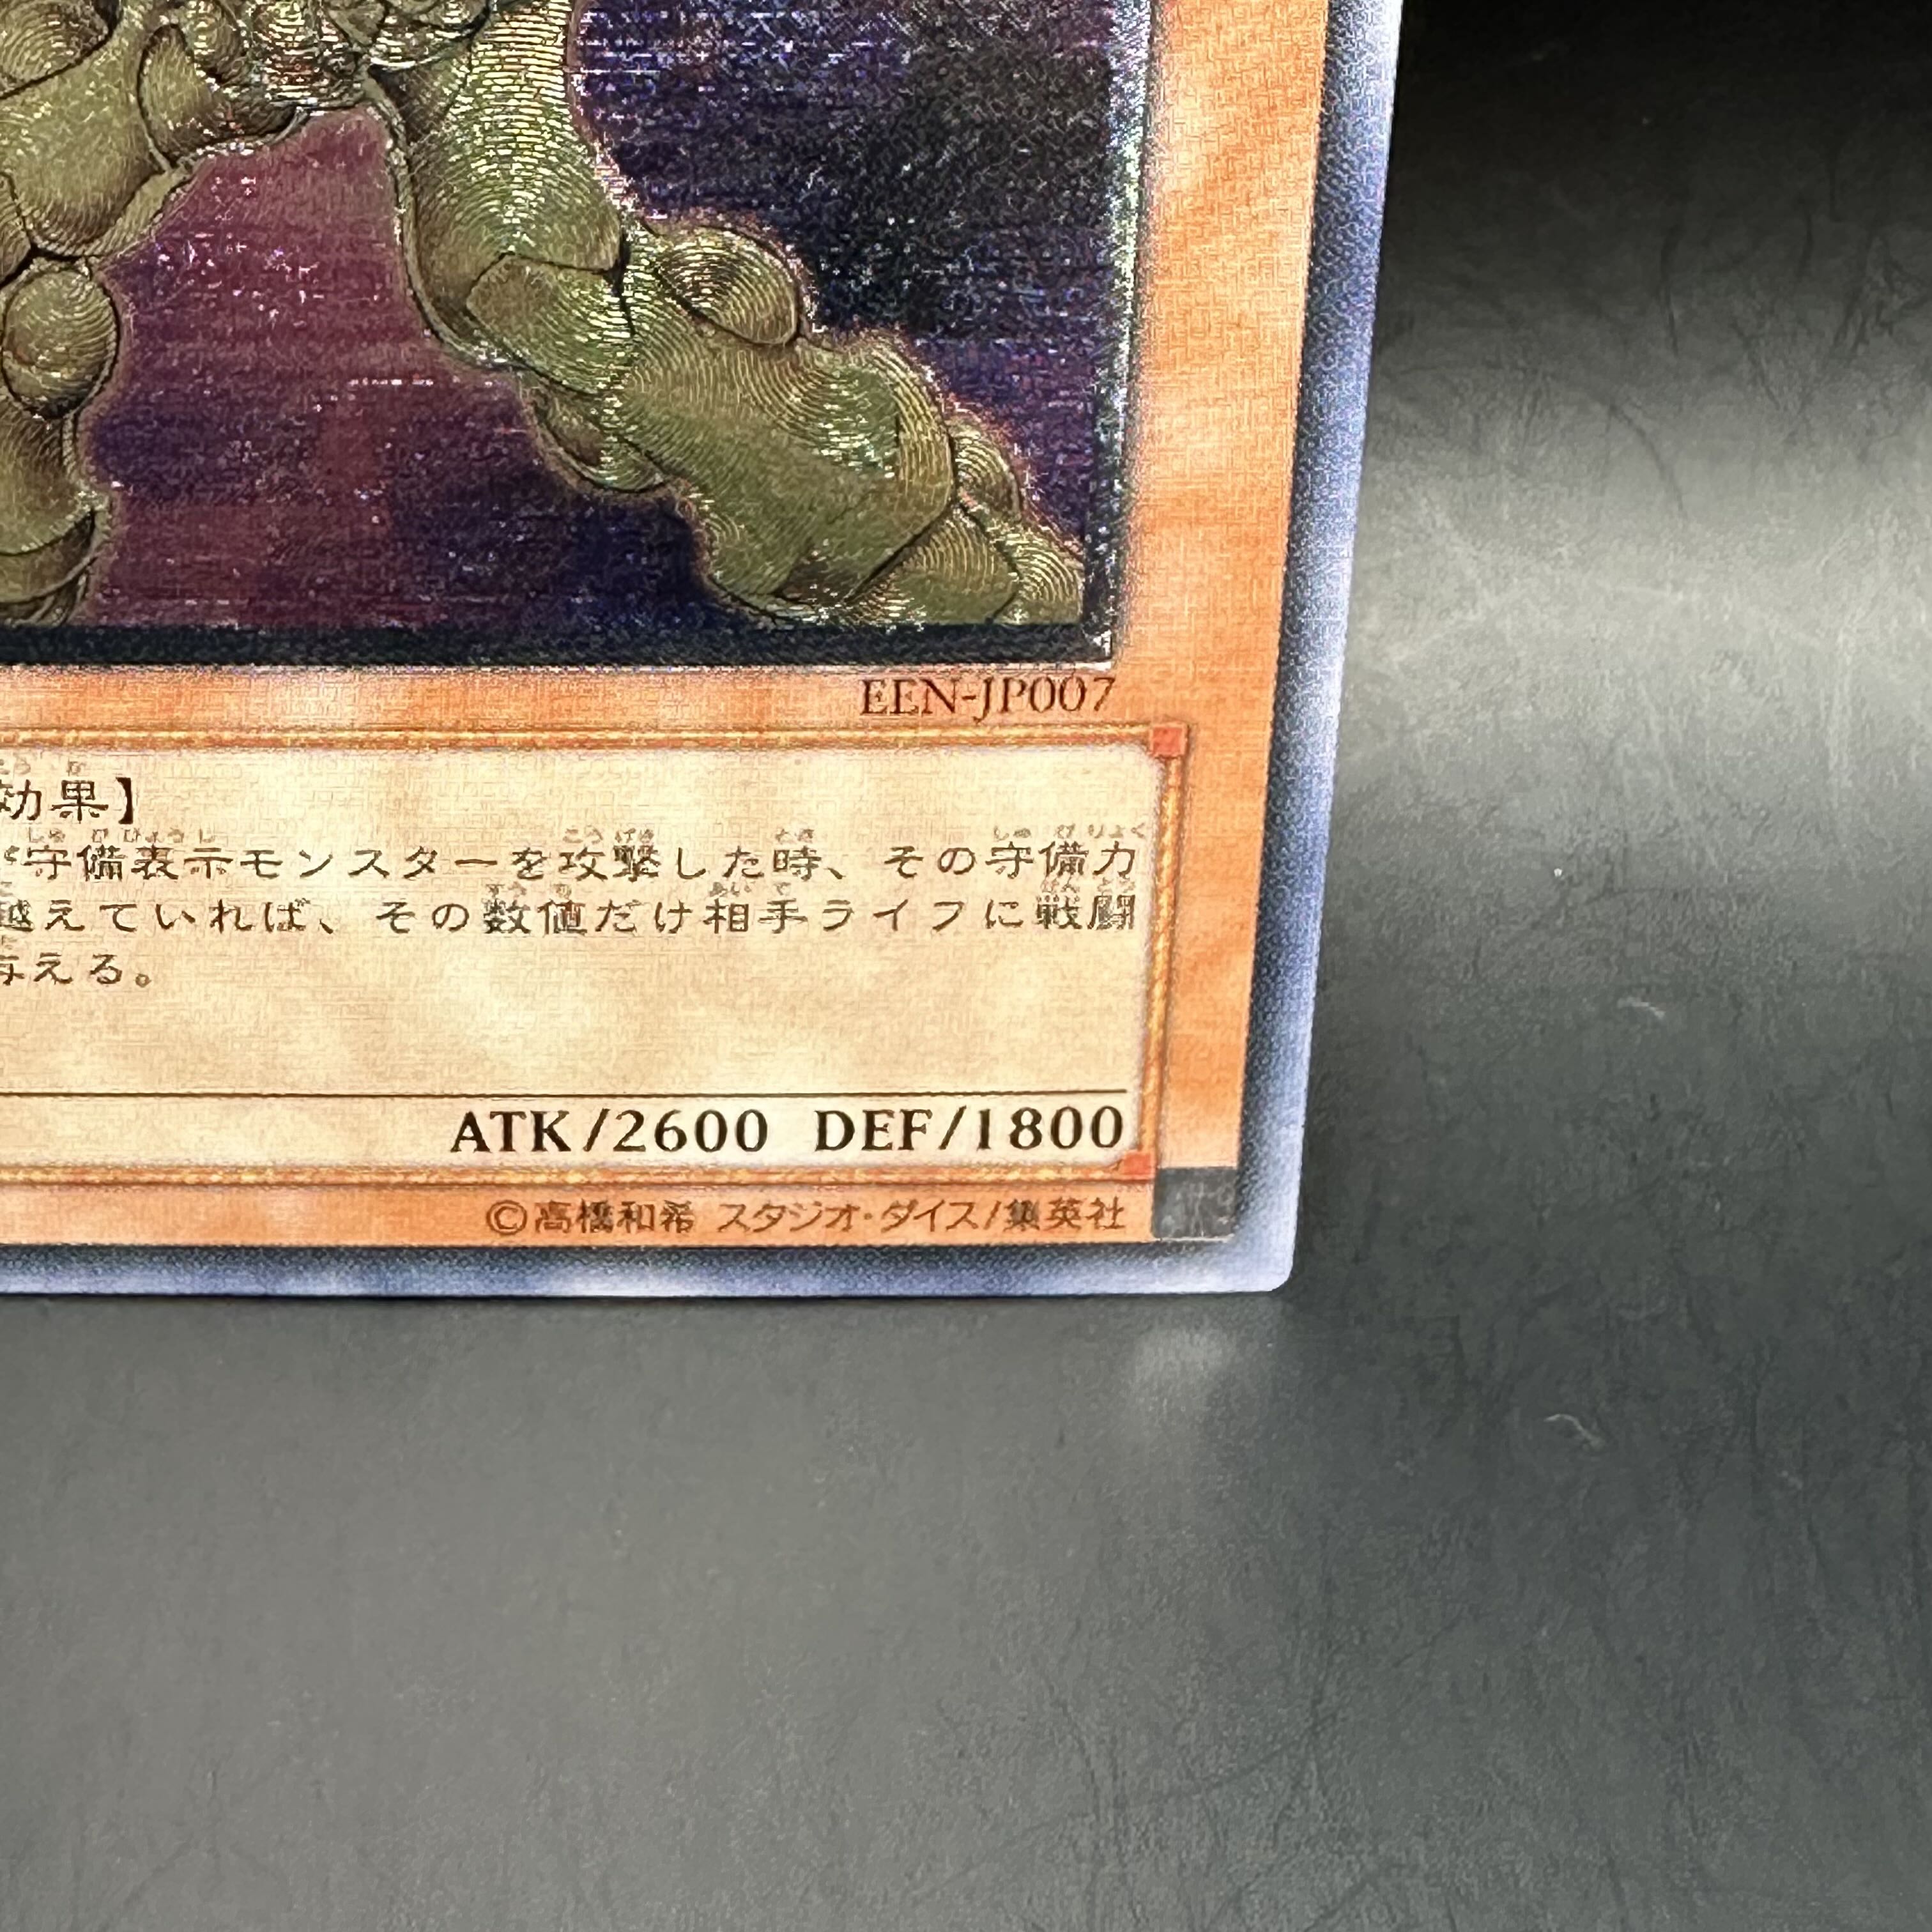 EEN-JP007
効果】
守備表示モンスターを攻撃した時、その守備力
越えていれば、その数値だけ相手ライフに戦闘
与える。
ATK/2600 DEF/1800
©高橋和希 スタジオ・ダイス/集英社